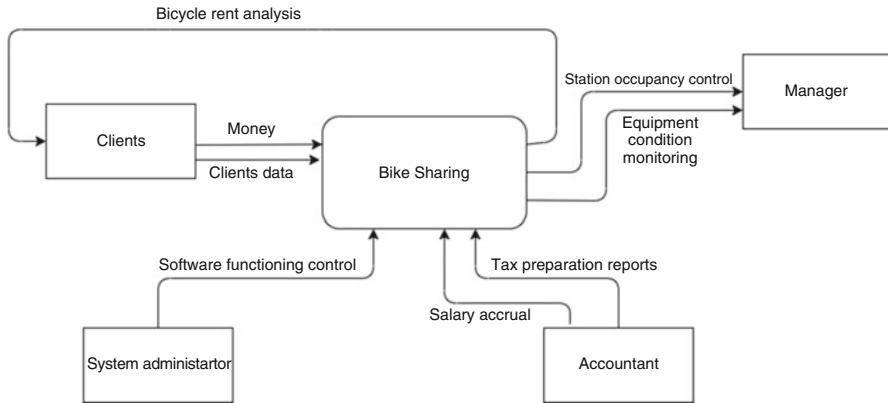 Bicycle rent analysis
Station occupancy control
Manager
Clients
Money
Equipment
condition
monitoring
Clients data
Bike Sharing
Software functioning control
Tax preparation reports
Salary accrual
System administartor
Accountant